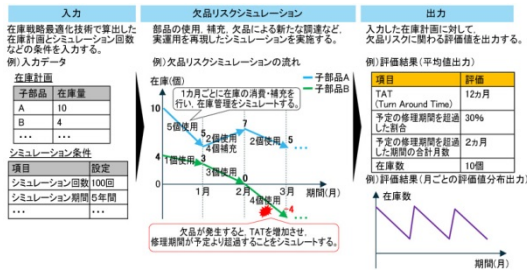 入力
在庫戦略最適化技術で算出した
在庫計画とシミュレーション回数
などの条件を入力する。
例)入力データ
在庫計画
子部品 在庫量
A 10
B 4
・・・ ・・・
シミュレーション条件
項目 設定
シミュレーション回数 100回
シミュレーション期間 5年間
・・・ ・・・
欠品リスクシミュレーション
部品の使用、補充、欠品による新たな調達など、
実運用を再現したシミュレーションを実施する。
例)欠品リスクシミュレーションの流れ
在庫(個)
子部品A
子部品B
1カ月ごとに在庫の消費・補充を
行い、在庫管理をシミュレートする。
10
5個使用
5
2個使用
4個補充
7
2個使用
5
・・・
4
1個使用
3
3個使用
0
0
4個使用
-4
・・・
1月 2月 3月 期間(月)
欠品が発生すると、TATを増加させ、
修理期間が予定より超過することをシミュレートする。
出力
入力した在庫計画に対して、
欠品リスクに関わる評価値を出力する。
例)評価結果(平均値出力)
項目 評価
TAT
(Turn Around Time)
12ヵ月
予定の修理期間を超過
した割合
30%
予定の修理期間を超過
した期間の合計月数
2ヵ月
在庫数 10個
例)評価結果(月ごとの評価値分布出力)
在庫数
期間(月)